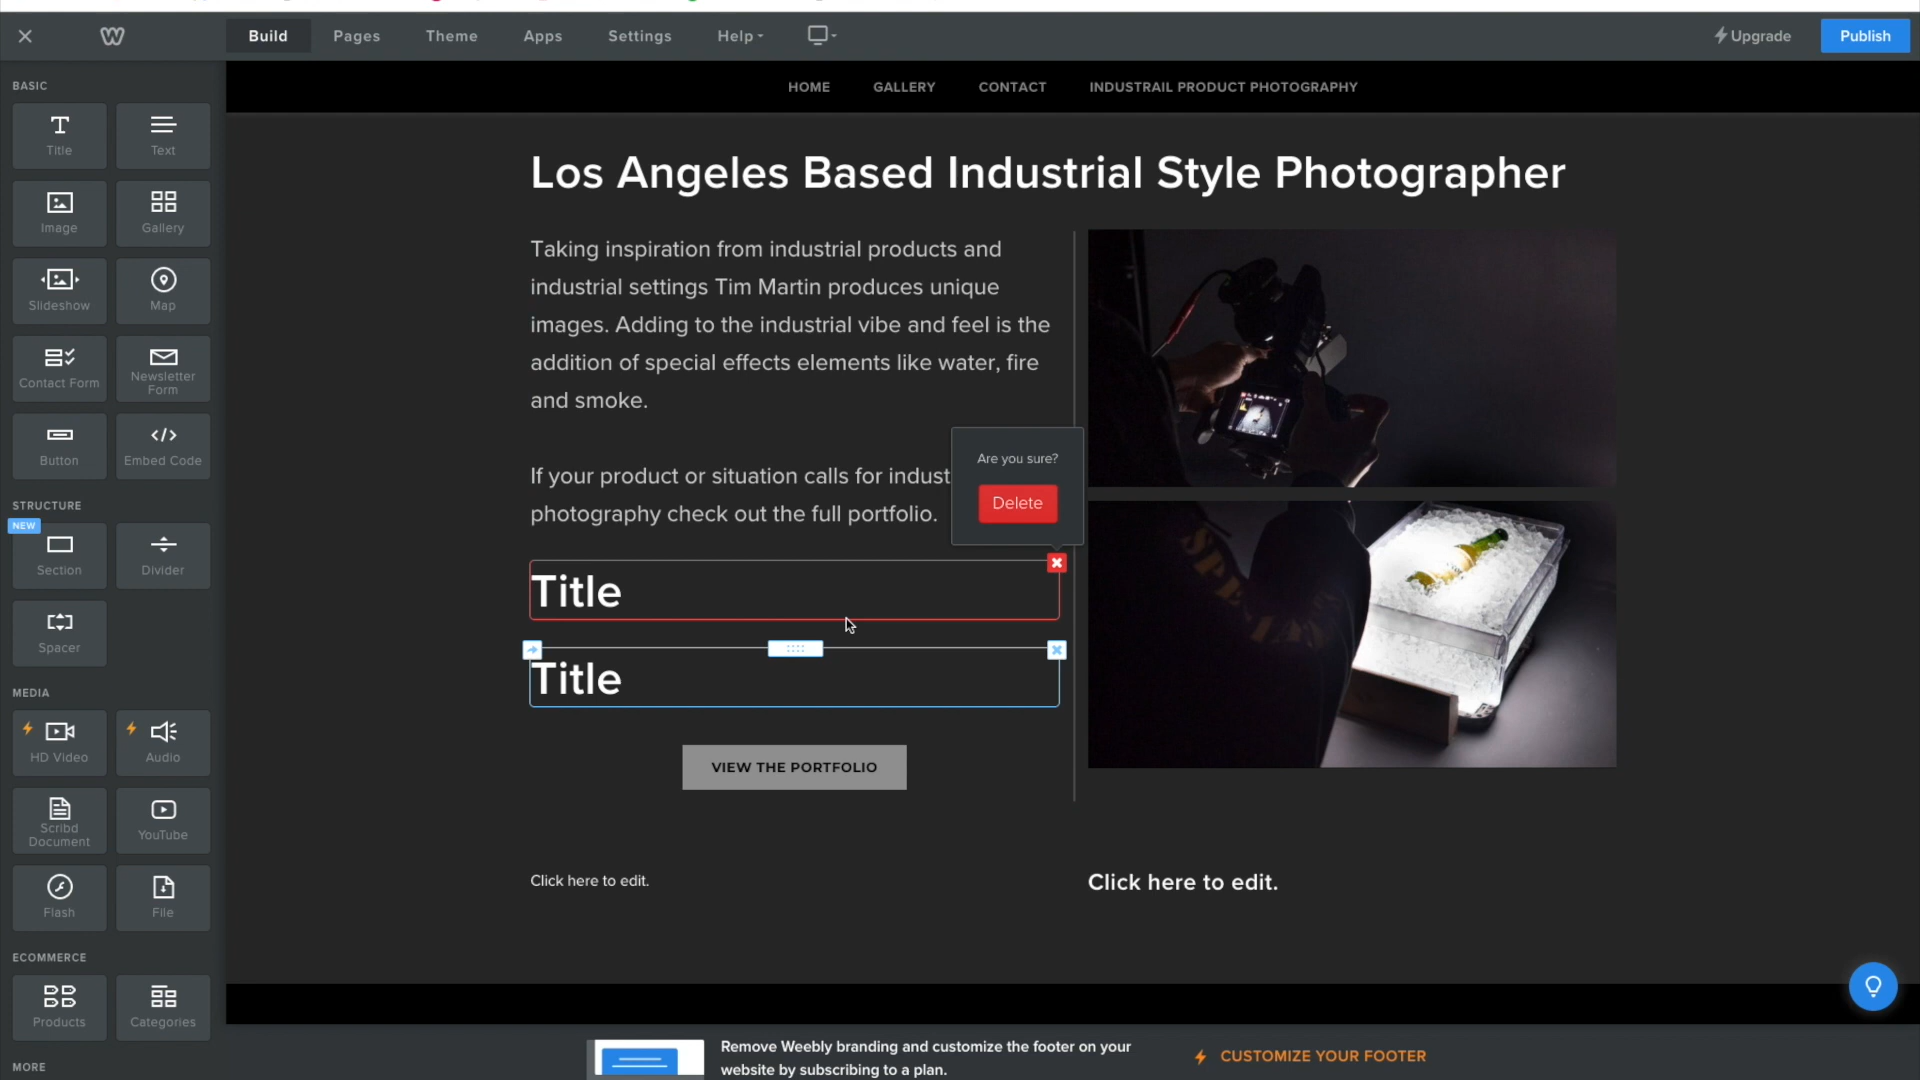 Build
Pages
Theme
Apps
Settings
Help
Upgrade
Publish
BASIC
Title
Text
Image
Gallery
Slideshow
Map
Contact Form
Newsletter
Form
Button
Embed Code
STRUCTURE
NEW
Section
Divider
Spacer
MEDIA
HD Video
Audio
Scribd
Document
YouTube
Flash
File
ECOMMERCE
Products
Categories
MORE
HOME
GALLERY
CONTACT
INDUSTRAIL PRODUCT PHOTOGRAPHY
Los Angeles Based Industrial Style Photographer
Taking inspiration from industrial products and
industrial settings Tim Martin produces unique
images. Adding to the industrial vibe and feel is the
addition of special effects elements like water, fire
and smoke.
If your product or situation calls for indust
photography check out the full portfolio.
Are you sure?
Delete
Title
Title
VIEW THE PORTFOLIO
Click here to edit.
Click here to edit.
Remove Weebly branding and customize the footer on your
website by subscribing to a plan.
CUSTOMIZE YOUR FOOTER